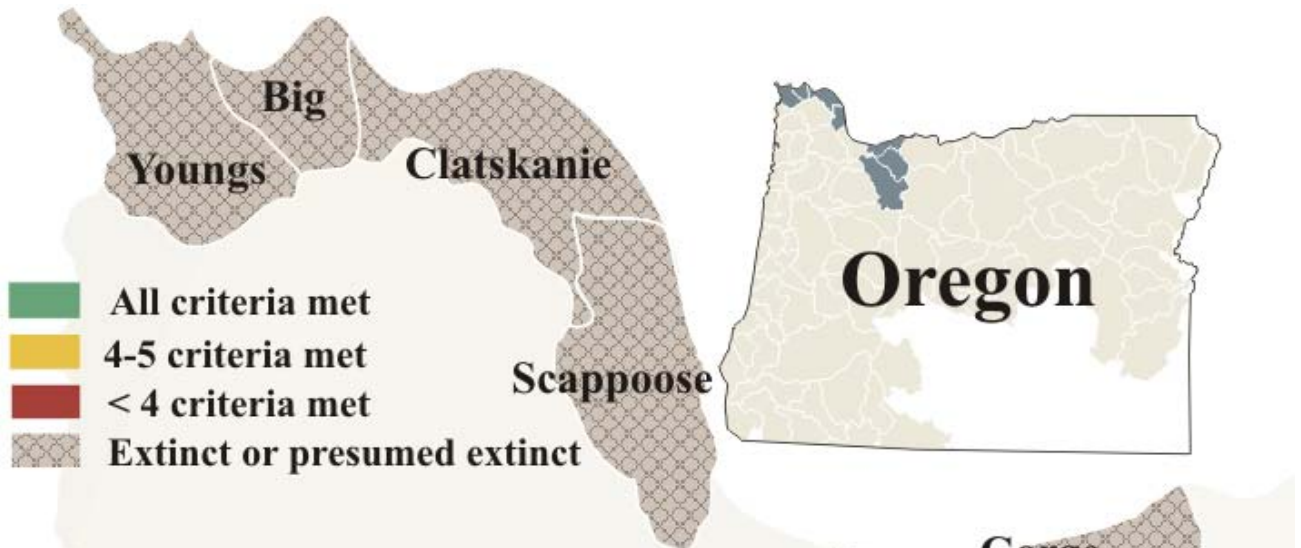 Big
Youngs
Clatskanie
Oregon
All criteria met
4-5 criteria met
Scappoose
< 4 criteria met
Extinct or presumed extinct